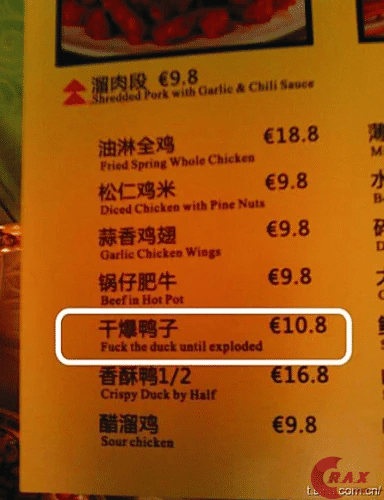 溜肉段 €9.8
Shredded Pork with Garlic & Chili Sauce
油淋全鸡 €18.8
Fried Spring Whole Chicken
松仁鸡米 €9.8
Diced Chicken with Pine Nuts
蒜香鸡翅 €9.8
Garlic Chicken Wings
锅仔肥牛 €9.8
Beef in Hot Pot
干爆鸭子 €10.8
Fuck the duck until exploded
香酥鸭1/2 €16.8
Crispy Duck by Half
醋溜鸡 €9.8
Sour chicken
CRAX